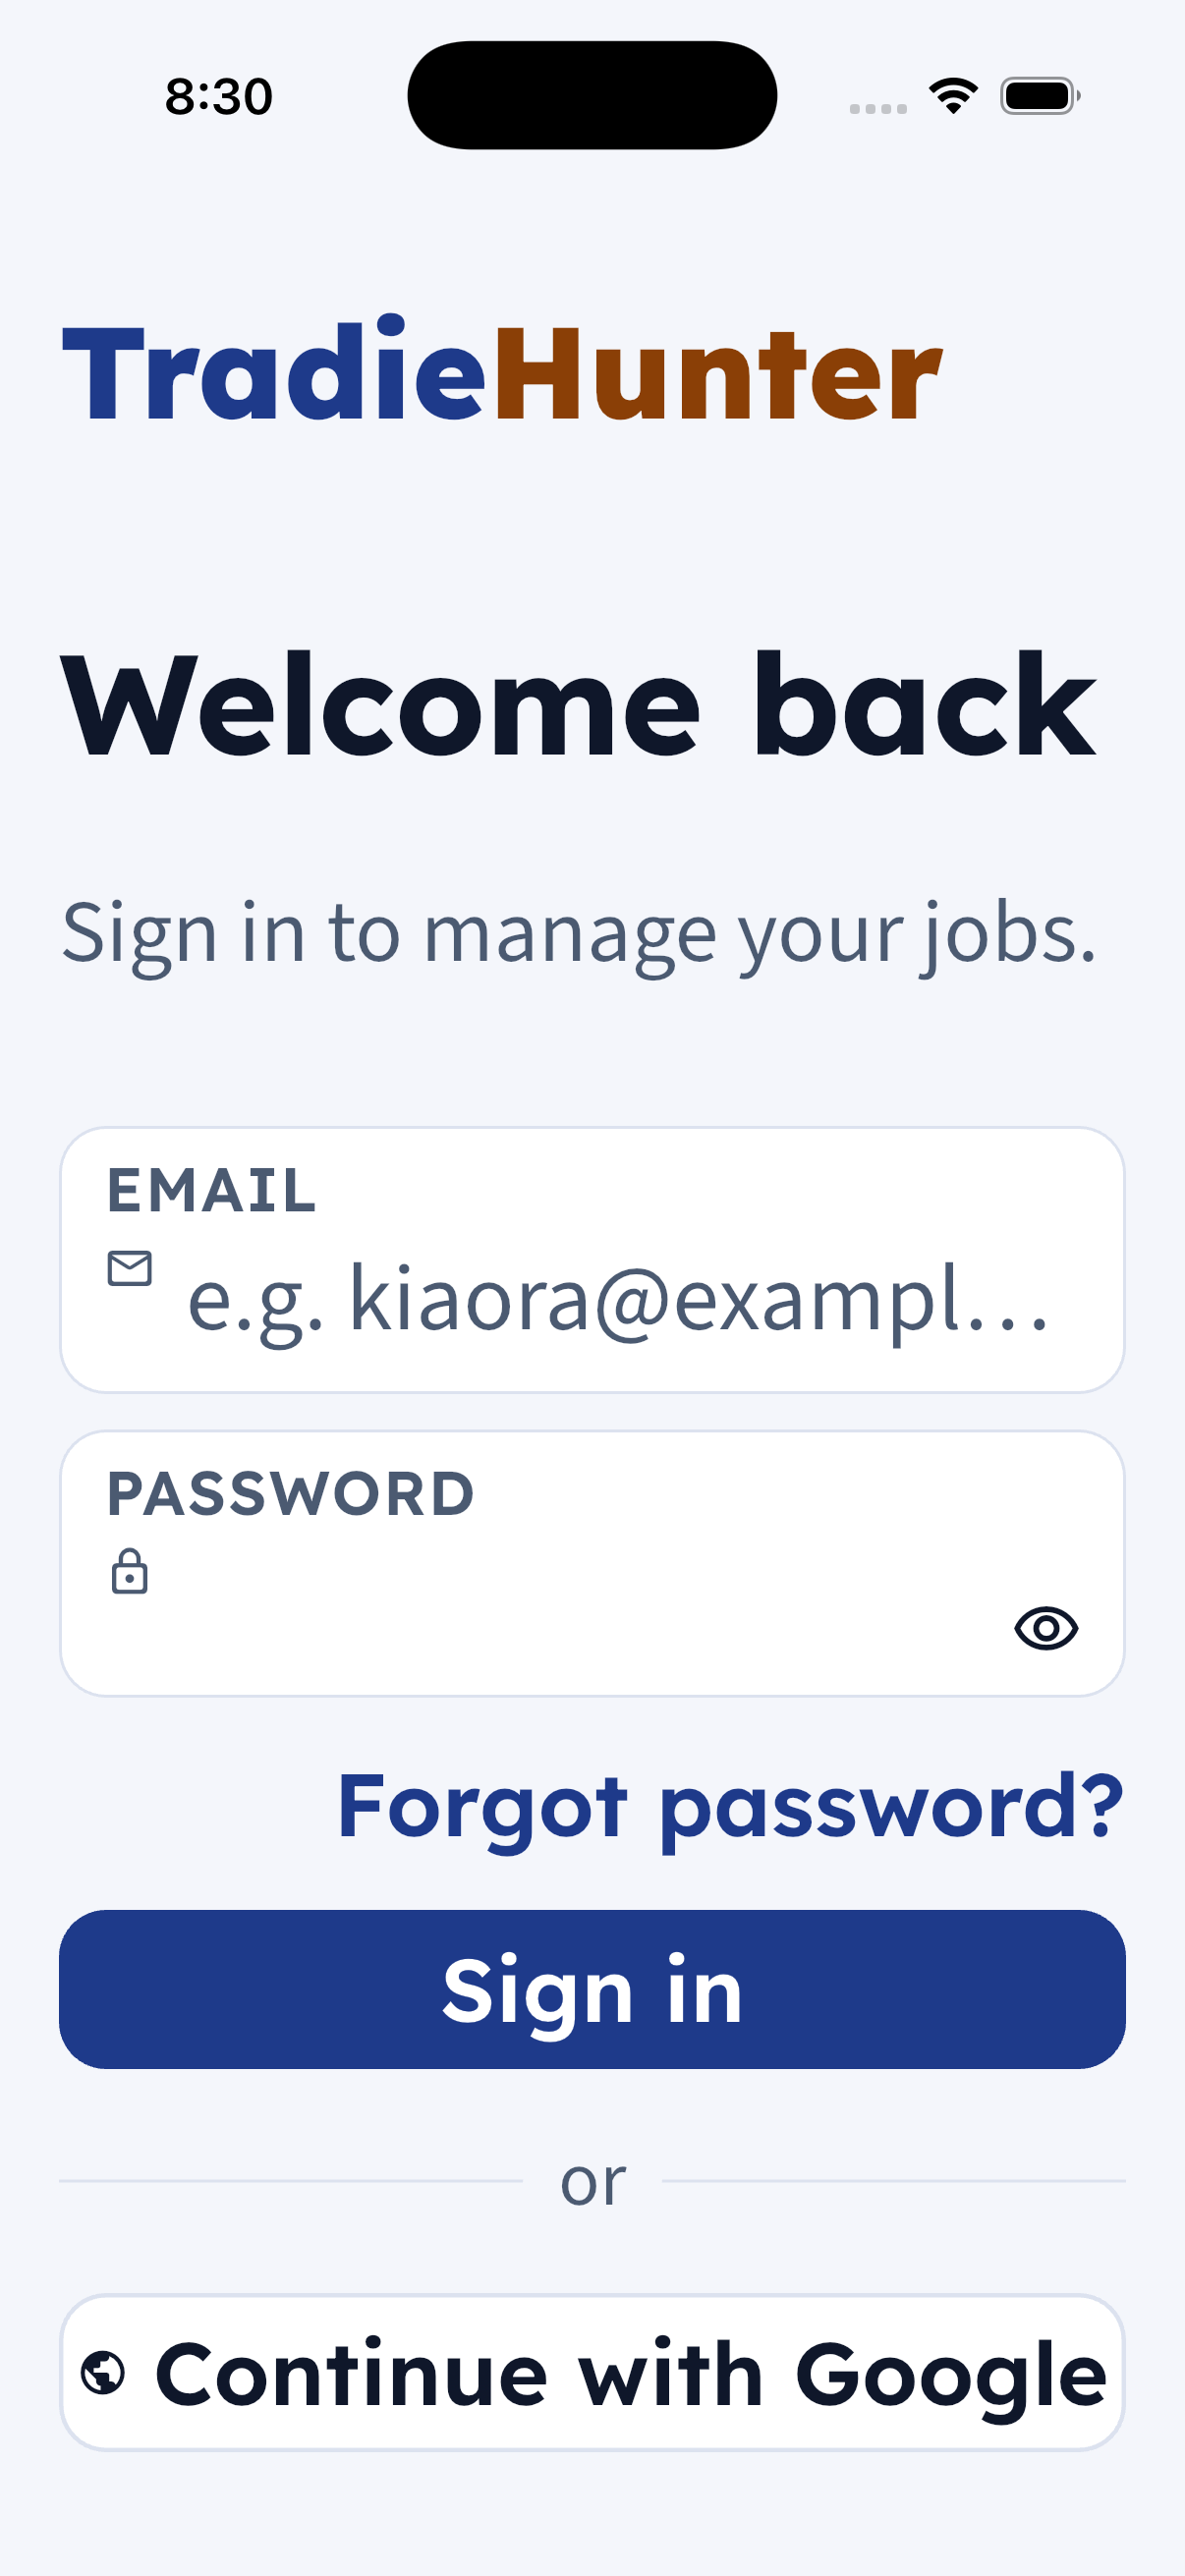 8:30
TradieHunter
Welcome back
Sign in to manage your jobs.
EMAIL
e.g. kiaora@exampl...
PASSWORD
Forgot password?
Sign in
or
Continue with Google